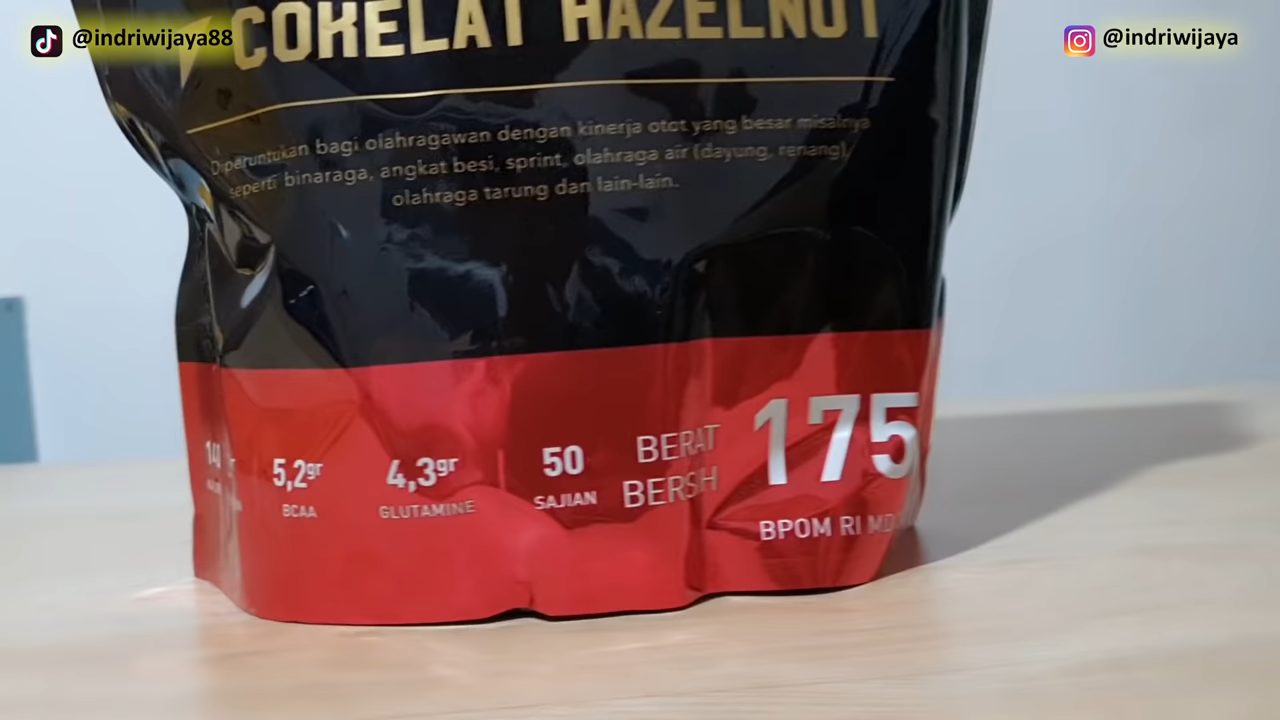 @indriwijaya88
@indriwijaya
COKELAT HAZELNUT
Diperuntukan bagi olahragawan dengan kinerja otot yang besar misalnya
seperti binaraga, angkat besi, sprint, olahraga air (dayung, renang),
olahraga tarung dan lain-lain.
140
5,2gr
BCAA
4,3gr
GLUTAMINE
50
SAJIAN
BERAT
BERSIH
175
BPOM RI MD